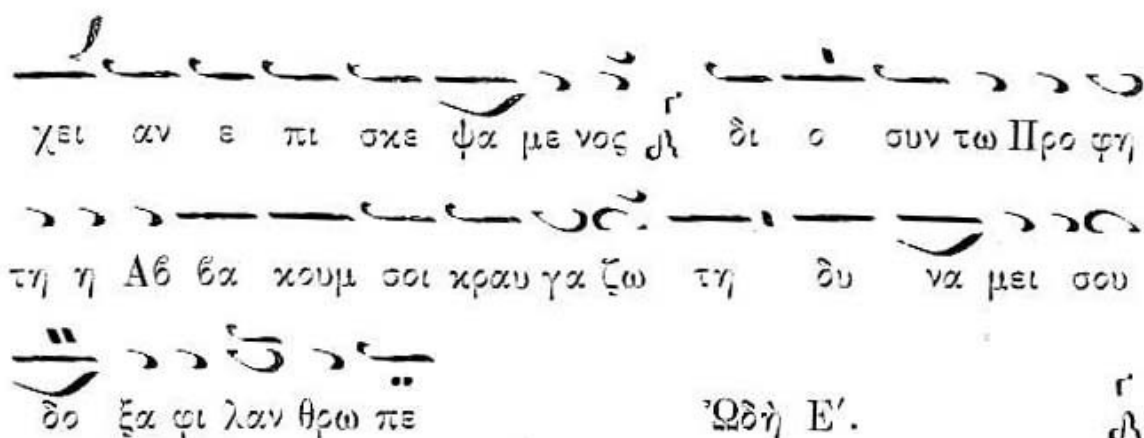 χει αν ε πι σκε ψα με νος δι ο συν τω Προ φη
τη η Αβ βα κουμ σοι κραυ γα ζω τη δυ να μει σου
δο ξα φι λαν θρω πε Ὠδὴ Ε΄.